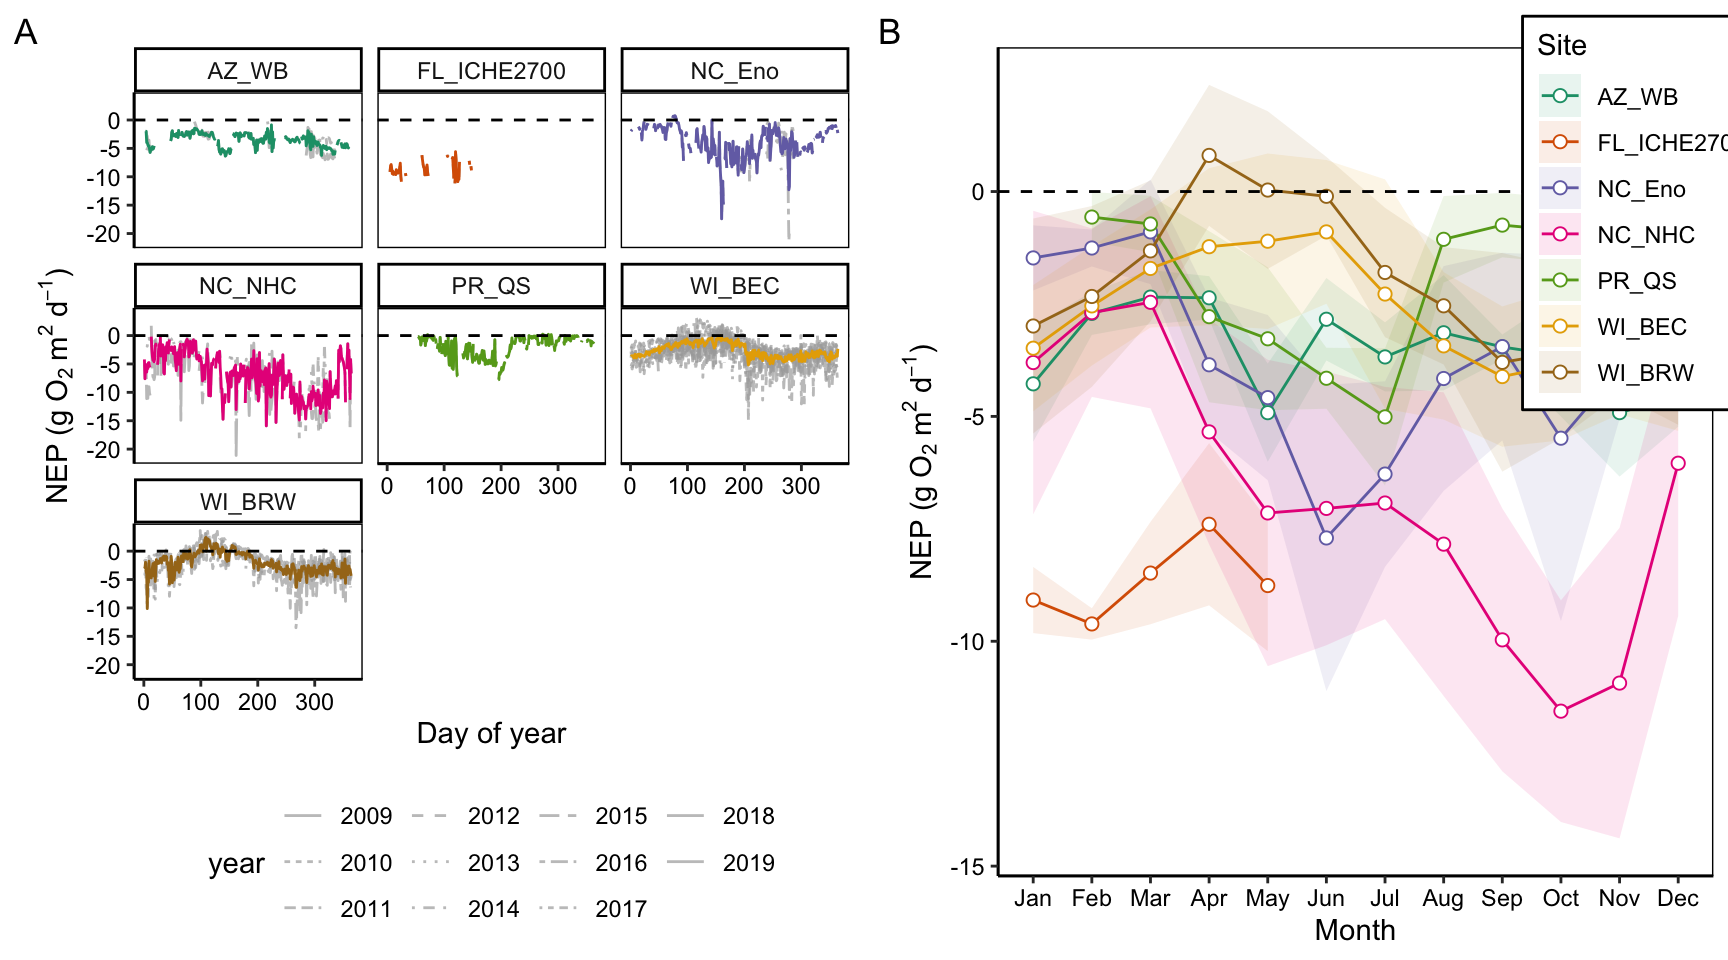 A
AZ_WB FL_ICHE2700 NC_Eno
0
-5
-10
-15
-20
NC_NHC PR_QS WI_BEC
0
-5
-10
-15
-20
0 100 200 300 0 100 200 300
WI_BRW
0
-5
-10
-15
-20
0 100 200 300
NEP (g O₂ m² d⁻¹)
Day of year
year
2009 2012 2015 2018
2010 2013 2016 2019
2011 2014 2017
B
0
-5
-10
-15
NEP (g O₂ m² d⁻¹)
Jan Feb Mar Apr May Jun Jul Aug Sep Oct Nov Dec
Month
Site
AZ_WB
FL_ICHE270
NC_Eno
NC_NHC
PR_QS
WI_BEC
WI_BRW